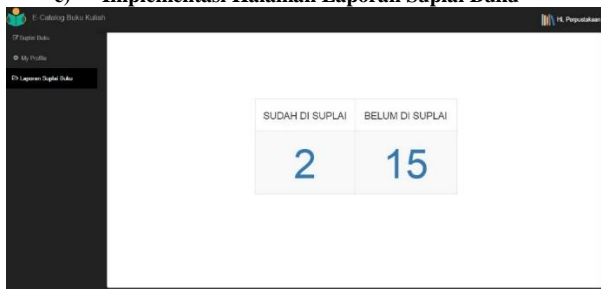 c) Implementasi Halaman Laporan Suplai Buku
E-Catalog Buku Kuliah
Hi, Perpustakaan
Suplai Buku
My Profile
Laporan Suplai Buku
SUDAH DI SUPLAI BELUM DI SUPLAI
2 15